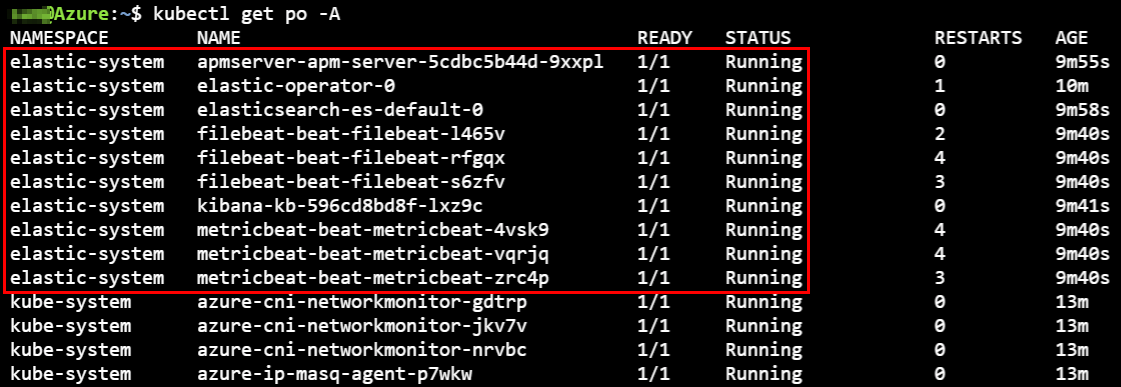 @Azure:~$ kubectl get po -A
NAMESPACE NAME READY STATUS RESTARTS AGE
elastic-system apmserver-apm-server-5cdbc5b44d-9xxpl 1/1 Running 0 9m55s
elastic-system elastic-operator-0 1/1 Running 1 10m
elastic-system elasticsearch-es-default-0 1/1 Running 0 9m58s
elastic-system filebeat-beat-filebeat-l465v 1/1 Running 2 9m40s
elastic-system filebeat-beat-filebeat-rfgqx 1/1 Running 4 9m40s
elastic-system filebeat-beat-filebeat-s6zfv 1/1 Running 3 9m40s
elastic-system kibana-kb-596cd8bd8f-lxz9c 1/1 Running 0 9m41s
elastic-system metricbeat-beat-metricbeat-4vsk9 1/1 Running 4 9m40s
elastic-system metricbeat-beat-metricbeat-vqrjq 1/1 Running 4 9m40s
elastic-system metricbeat-beat-metricbeat-zrc4p 1/1 Running 3 9m40s
kube-system azure-cni-networkmonitor-gdtrp 1/1 Running 0 13m
kube-system azure-cni-networkmonitor-jkv7v 1/1 Running 0 13m
kube-system azure-cni-networkmonitor-nrvbc 1/1 Running 0 13m
kube-system azure-ip-masq-agent-p7wkw 1/1 Running 0 13m